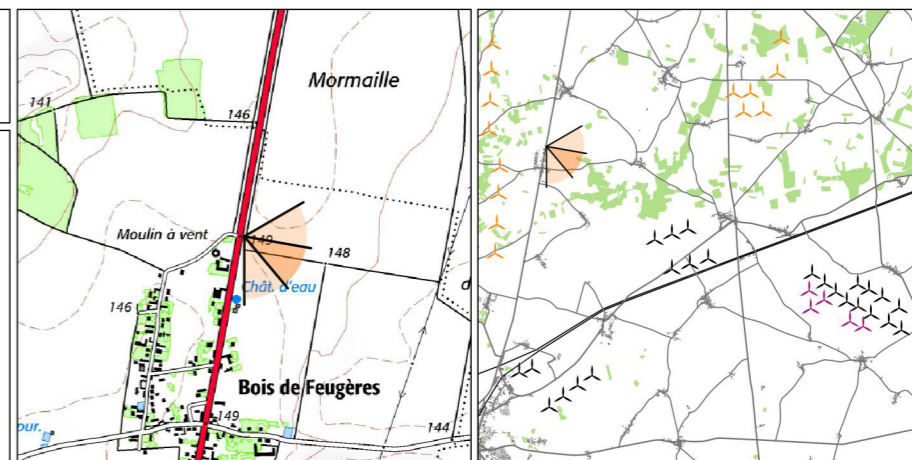 Mormaille
141
146
Moulin à vent
149
148
d
Chât. d'eau
146
Bois de Feugères
149
our.
144